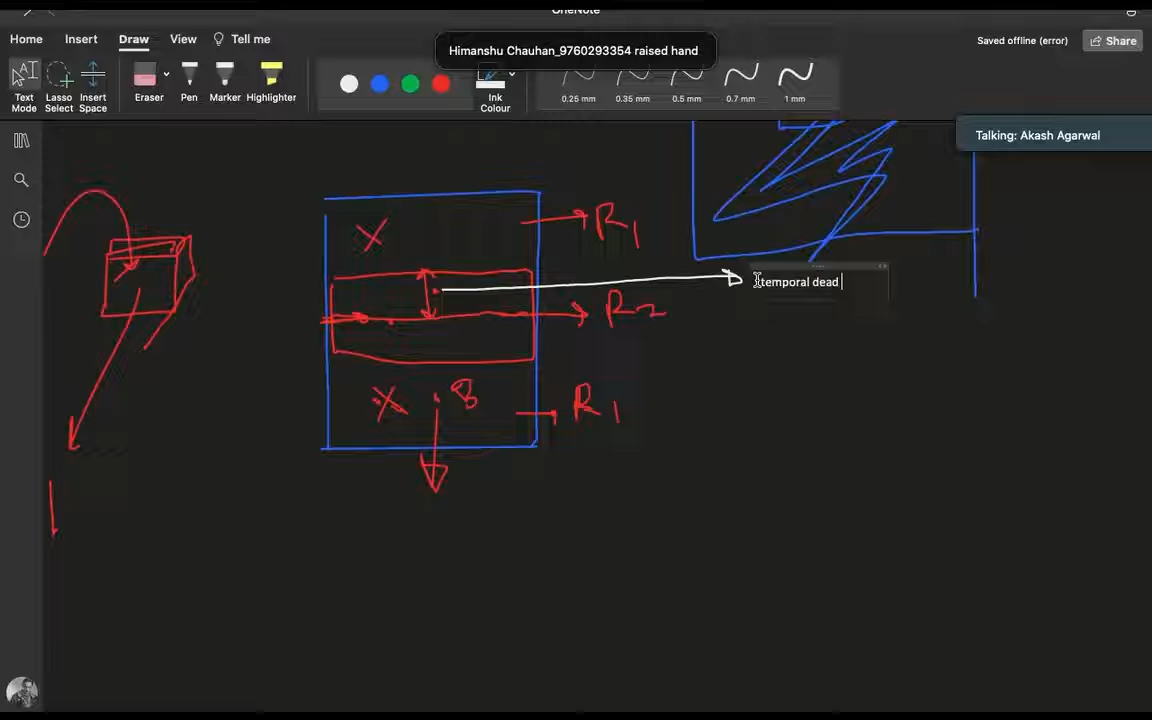 OneNote
Himanshu Chauhan_9760293354 raised hand
Home Insert Draw View Tell me
Saved offline (error) Share
Text Mode
Lasso Select
Insert Space
Eraser Pen Marker Highlighter
Ink Colour
0.25 mm 0.35 mm 0.5 mm 0.7 mm 1 mm
Talking: Akash Agarwal
X
R1
temporal dead
R2
X
8
R1